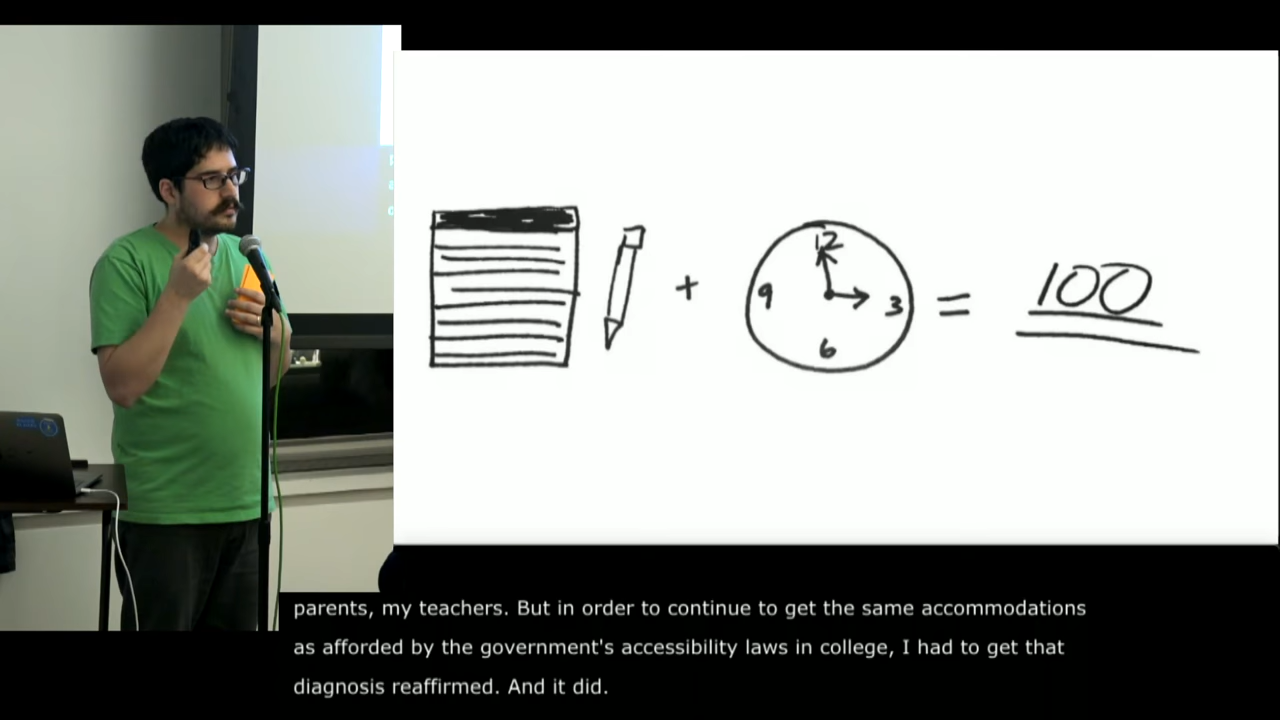 12
9 3
+ = 100
6
parents, my teachers. But in order to continue to get the same accommodations
as afforded by the government's accessibility laws in college, I had to get that
diagnosis reaffirmed. And it did.